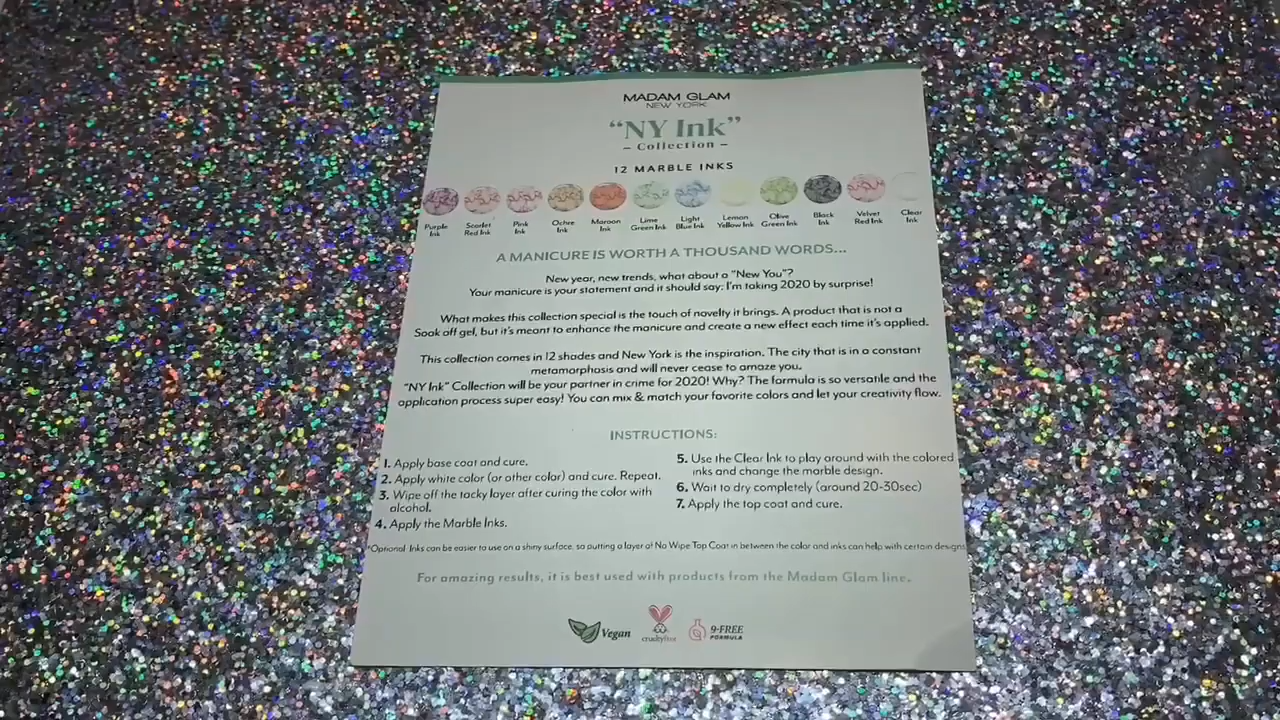 MADAM GLAM
NEW YORK
"NY Ink"
– Collection –
12 MARBLE INKS
Purple Ink
Scarlet Red Ink
Pink Ink
Ochre Ink
Maroon Ink
Lime Green Ink
Light Blue Ink
Lemon Yellow Ink
Olive Green Ink
Black Ink
Velvet Red Ink
Clear Ink
A MANICURE IS WORTH A THOUSAND WORDS...
New year, new trends, what about a "New You"?
Your manicure is your statement and it should say: I'm taking 2020 by surprise!
What makes this collection special is the touch of novelty it brings. A product that is not a
Soak off gel, but it's meant to enhance the manicure and create a new effect each time it's applied.
This collection comes in 12 shades and New York is the inspiration. The city that is in a constant
metamorphosis and will never cease to amaze you.
"NY Ink" Collection will be your partner in crime for 2020! Why? The formula is so versatile and the
application process super easy! You can mix & match your favorite colors and let your creativity flow.
INSTRUCTIONS:
1. Apply base coat and cure.
2. Apply white color (or other color) and cure. Repeat.
3. Wipe off the tacky layer after curing the color with
alcohol.
4. Apply the Marble Inks.
5. Use the Clear Ink to play around with the colored
inks and change the marble design.
6. Wait to dry completely (around 20-30sec)
7. Apply the top coat and cure.
*Optional Inks can be easier to use on a shiny surface, so putting a layer of No Wipe Top Coat in between the color and inks can help with certain designs
For amazing results, it is best used with products from the Madam Glam line.
Vegan
crueltyfree
9-FREE
FORMULA